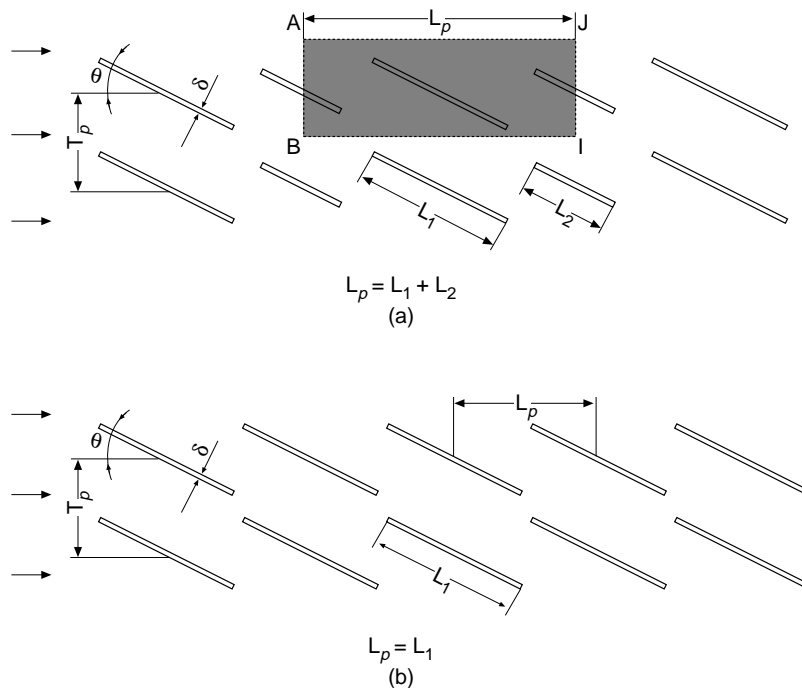 A L_p J
θ δ
T_p
B I
L_1 L_2
L_p = L_1 + L_2
(a)
L_p
θ δ
T_p
L_1
L_p = L_1
(b)